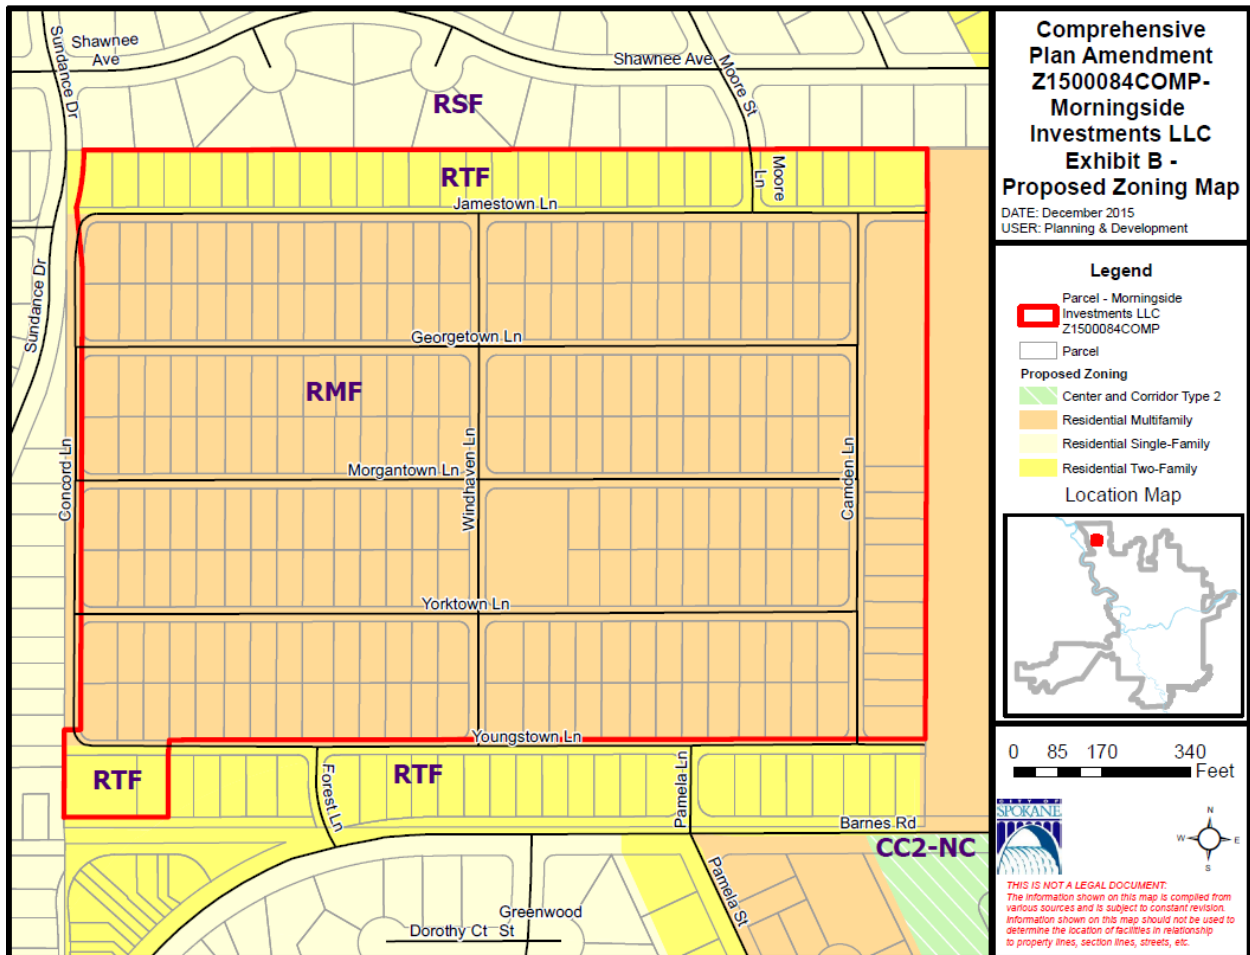 Shawnee
Ave
Sundance Dr
Shawnee Ave
Moore St
RSF
RTF
Moore
Ln
Jamestown Ln
Sundance Dr
Georgetown Ln
RMF
Concord Ln
Morgantown Ln
Windhaven Ln
Camden Ln
Yorktown Ln
Youngstown Ln
RTF
Forest Ln
RTF
Pamela Ln
Barnes Rd
CC2-NC
Pamela St
Greenwood
Dorothy Ct St
Comprehensive
Plan Amendment
Z1500084COMP-
Morningside
Investments LLC
Exhibit B -
Proposed Zoning Map
DATE: December 2015
USER: Planning & Development
Legend
Parcel - Morningside
Investments LLC
Z1500084COMP
Parcel
Proposed Zoning
Center and Corridor Type 2
Residential Multifamily
Residential Single-Family
Residential Two-Family
Location Map
0 85 170 340
Feet
CITY OF
SPOKANE
N
W E
S
THIS IS NOT A LEGAL DOCUMENT:
The information shown on this map is compiled from
various sources and is subject to constant revision.
Information shown on this map should not be used to
determine the location of facilities in relationship
to property lines, section lines, streets, etc.